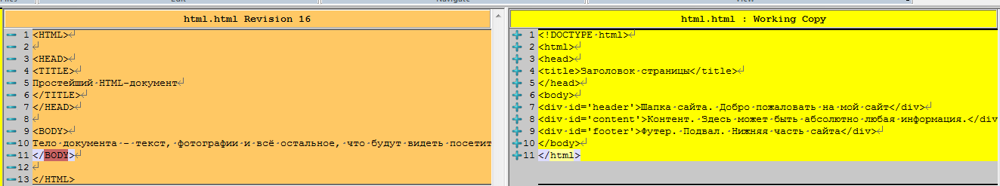 Edit
Navigate
View
html.html Revision 16
1 <HTML>
2
3 <HEAD>
4 <TITLE>
5 Простейший HTML-документ
6 </TITLE>
7 </HEAD>
8
9 <BODY>
10 Тело документа - текст, фотографии и всё остальное, что будут видеть посетит
11 </BODY>
12
13 </HTML>
html.html : Working Copy
1 <!DOCTYPE html>
2 <html>
3 <head>
4 <title>Заголовок страницы</title>
5 </head>
6 <body>
7 <div id='header'>Шапка сайта. Добро пожаловать на мой сайт</div>
8 <div id='content'>Контент. Здесь может быть абсолютно любая информация.</div
9 <div id='footer'>Футер. Подвал. Нижняя часть сайта</div>
10 </body>
11 </html>